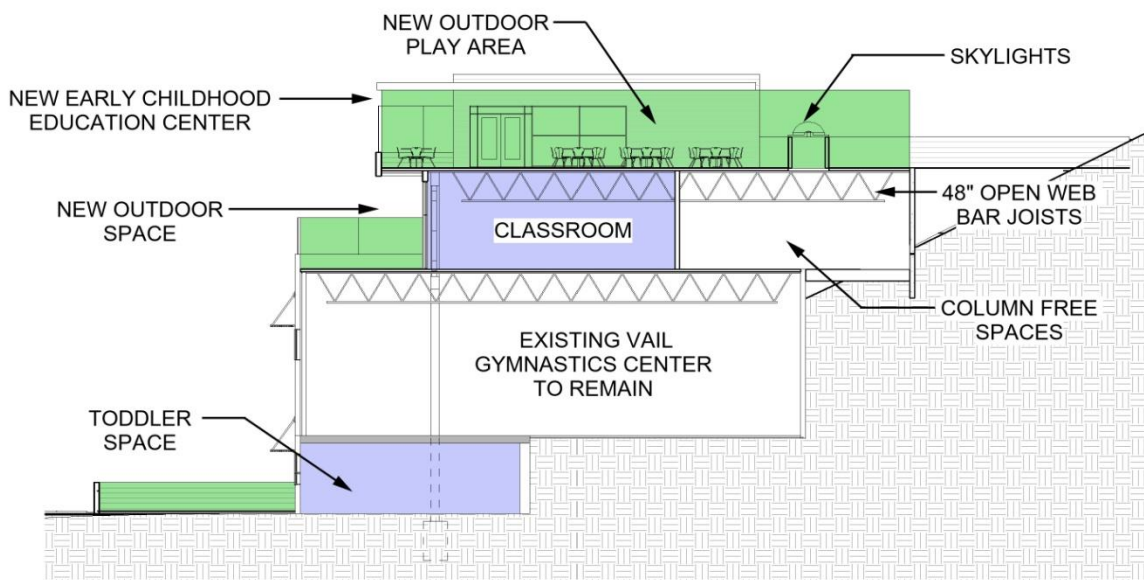 NEW OUTDOOR
PLAY AREA
SKYLIGHTS
NEW EARLY CHILDHOOD
EDUCATION CENTER
48" OPEN WEB
BAR JOISTS
NEW OUTDOOR
SPACE
CLASSROOM
COLUMN FREE
SPACES
EXISTING VAIL
GYMNASTICS CENTER
TO REMAIN
TODDLER
SPACE